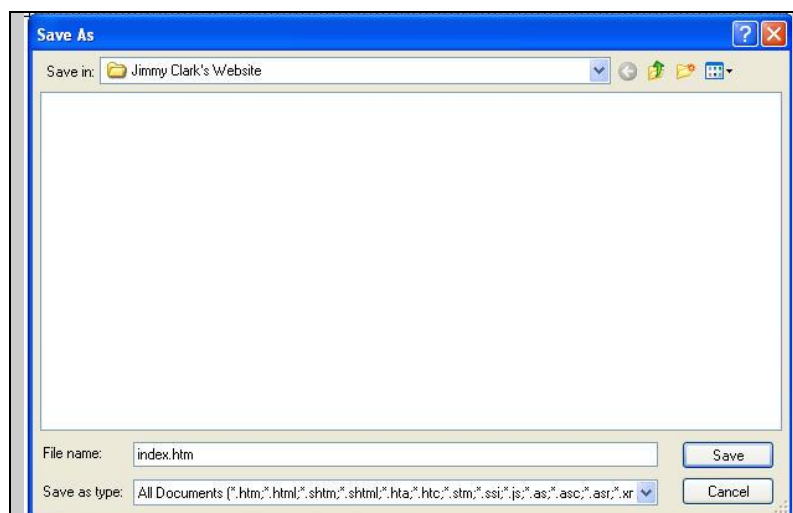 Save As
Save in: Jimmy Clark's Website
File name: index.htm Save
Save as type: All Documents (*.htm;*.html;*.shtm;*.shtml;*.hta;*.htc;*.stm;*.ssi;*.js;*.as;*.asc;*.asr;*.xr Cancel